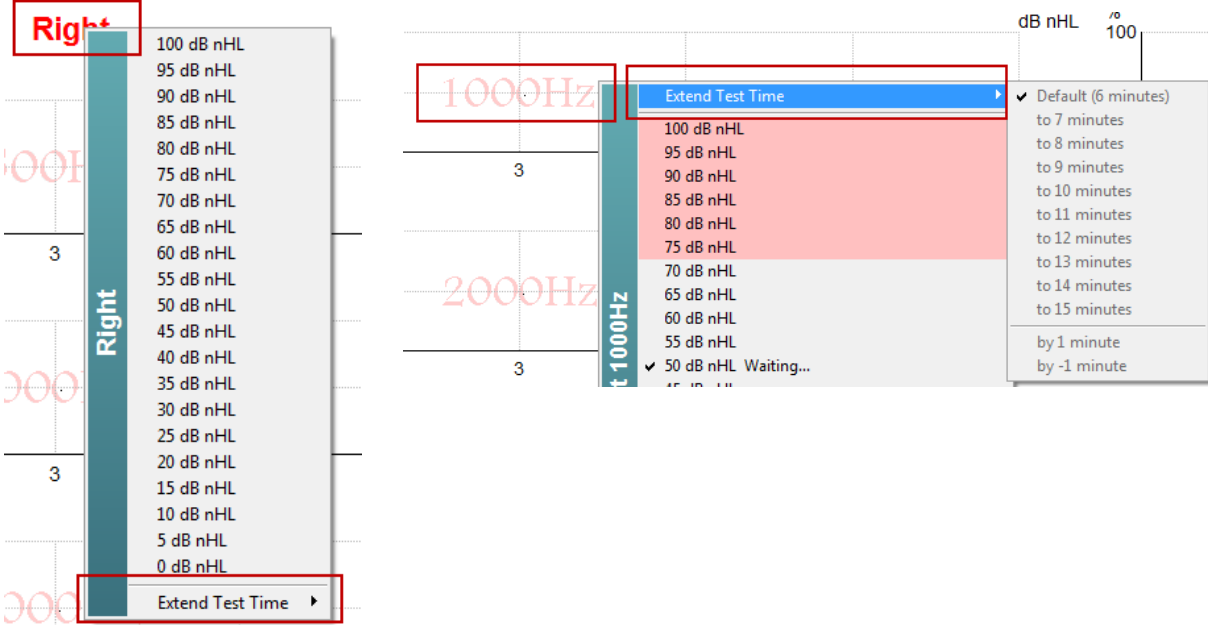 Right
100 dB nHL
95 dB nHL
90 dB nHL
85 dB nHL
80 dB nHL
75 dB nHL
70 dB nHL
65 dB nHL
60 dB nHL
55 dB nHL
50 dB nHL
45 dB nHL
40 dB nHL
35 dB nHL
30 dB nHL
25 dB nHL
20 dB nHL
15 dB nHL
10 dB nHL
5 dB nHL
0 dB nHL
Extend Test Time
Right
3
3
dB nHL
%
100
1000Hz
2000Hz
3
3
1000Hz
Extend Test Time
100 dB nHL
95 dB nHL
90 dB nHL
85 dB nHL
80 dB nHL
75 dB nHL
70 dB nHL
65 dB nHL
60 dB nHL
55 dB nHL
50 dB nHL Waiting...
Default (6 minutes)
to 7 minutes
to 8 minutes
to 9 minutes
to 10 minutes
to 11 minutes
to 12 minutes
to 13 minutes
to 14 minutes
to 15 minutes
by 1 minute
by -1 minute